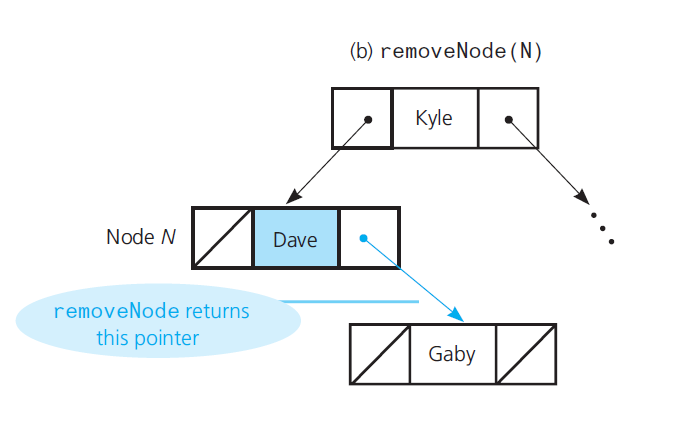 (b) removeNode(N)
Kyle
Node N
Dave
removeNode returns
this pointer
Gaby